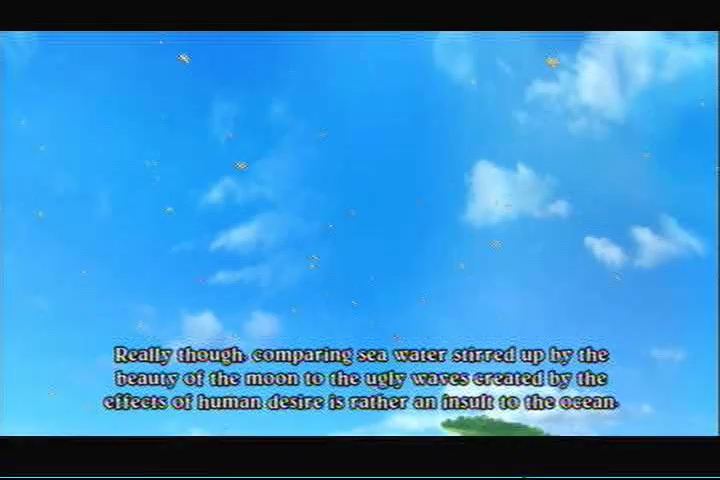 Really though, comparing sea water stirred up by the
beauty of the moon to the ugly waves created by the
effects of human desire is rather an insult to the ocean.